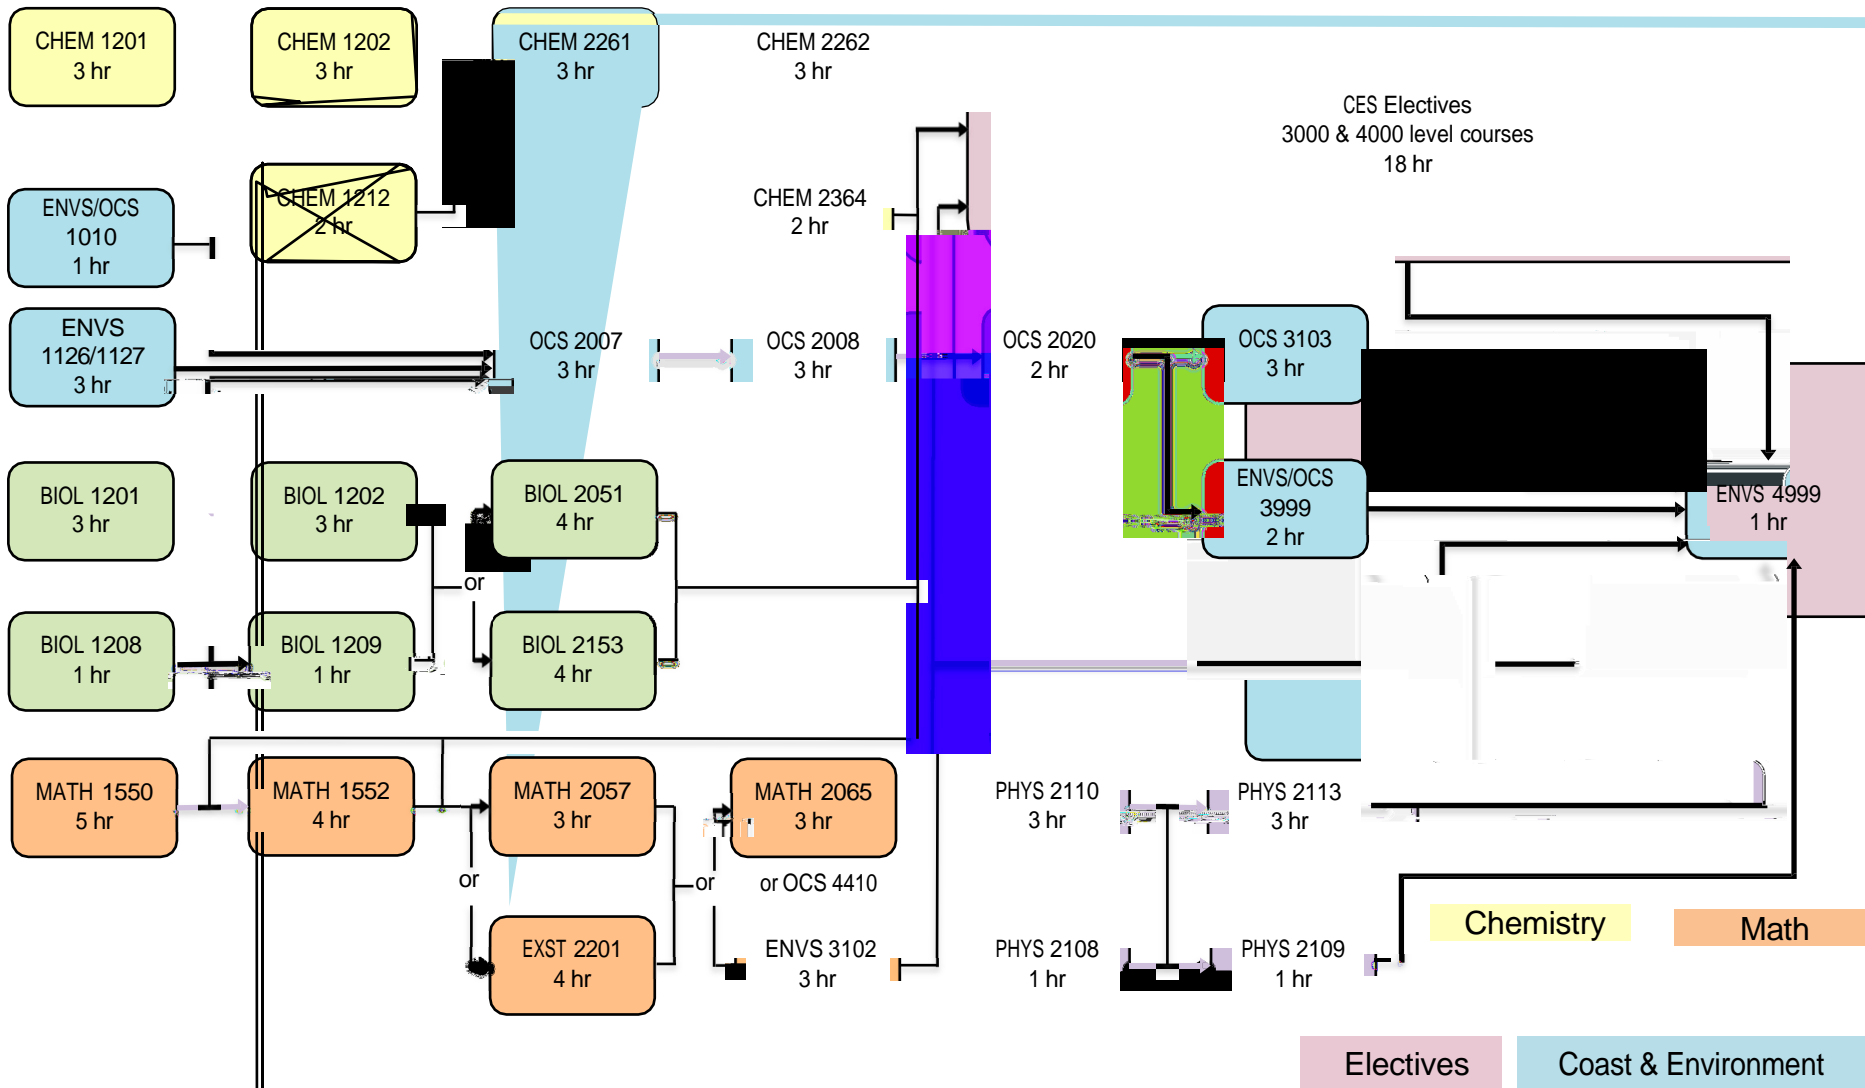 CHEM 1201
3 hr
CHEM 1202
3 hr
CHEM 2261
3 hr
CHEM 2262
3 hr
CES Electives
3000 & 4000 level courses
18 hr
ENVS/OCS
1010
1 hr
CHEM 1212
2 hr
CHEM 2364
2 hr
ENVS
1126/1127
3 hr
OCS 2007
3 hr
OCS 2008
3 hr
OCS 2020
2 hr
OCS 3103
3 hr
BIOL 1201
3 hr
BIOL 1202
3 hr
BIOL 2051
4 hr
ENVS/OCS
3999
2 hr
ENVS 4999
1 hr
or
BIOL 1208
1 hr
BIOL 1209
1 hr
BIOL 2153
4 hr
MATH 1550
5 hr
MATH 1552
4 hr
MATH 2057
3 hr
MATH 2065
3 hr
PHYS 2110
3 hr
PHYS 2113
3 hr
or
or
or OCS 4410
EXST 2201
4 hr
ENVS 3102
3 hr
PHYS 2108
1 hr
PHYS 2109
1 hr
Chemistry
Math
Electives
Coast & Environment